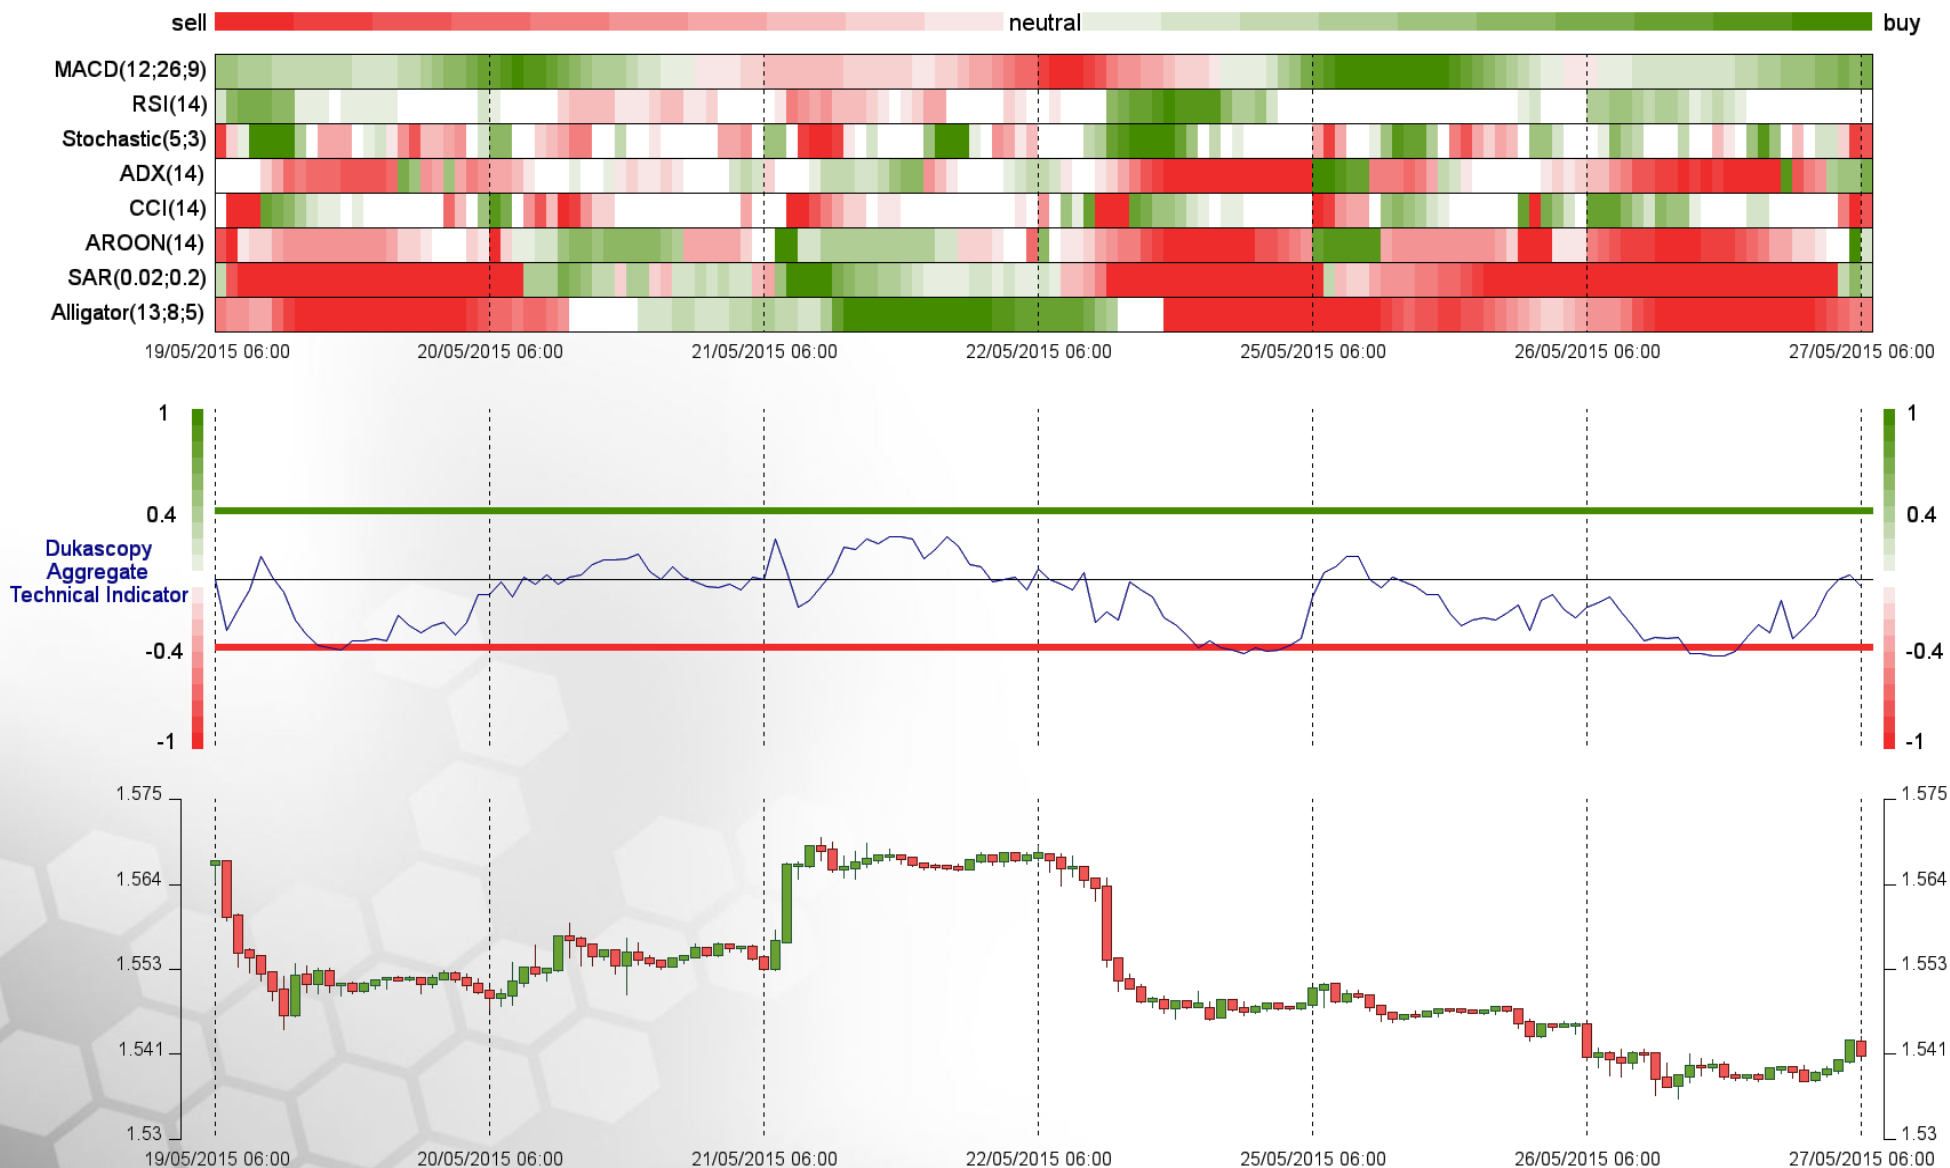 sell neutral buy
MACD(12;26;9)
RSI(14)
Stochastic(5;3)
ADX(14)
CCI(14)
AROON(14)
SAR(0.02;0.2)
Alligator(13;8;5)
19/05/2015 06:00 20/05/2015 06:00 21/05/2015 06:00 22/05/2015 06:00 25/05/2015 06:00 26/05/2015 06:00 27/05/2015 06:00
1 1
0.4 0.4
Dukascopy
Aggregate
Technical Indicator
-0.4 -0.4
-1 -1
1.575 1.575
1.564 1.564
1.553 1.553
1.541 1.541
1.53 1.53
19/05/2015 06:00 20/05/2015 06:00 21/05/2015 06:00 22/05/2015 06:00 25/05/2015 06:00 26/05/2015 06:00 27/05/2015 06:00